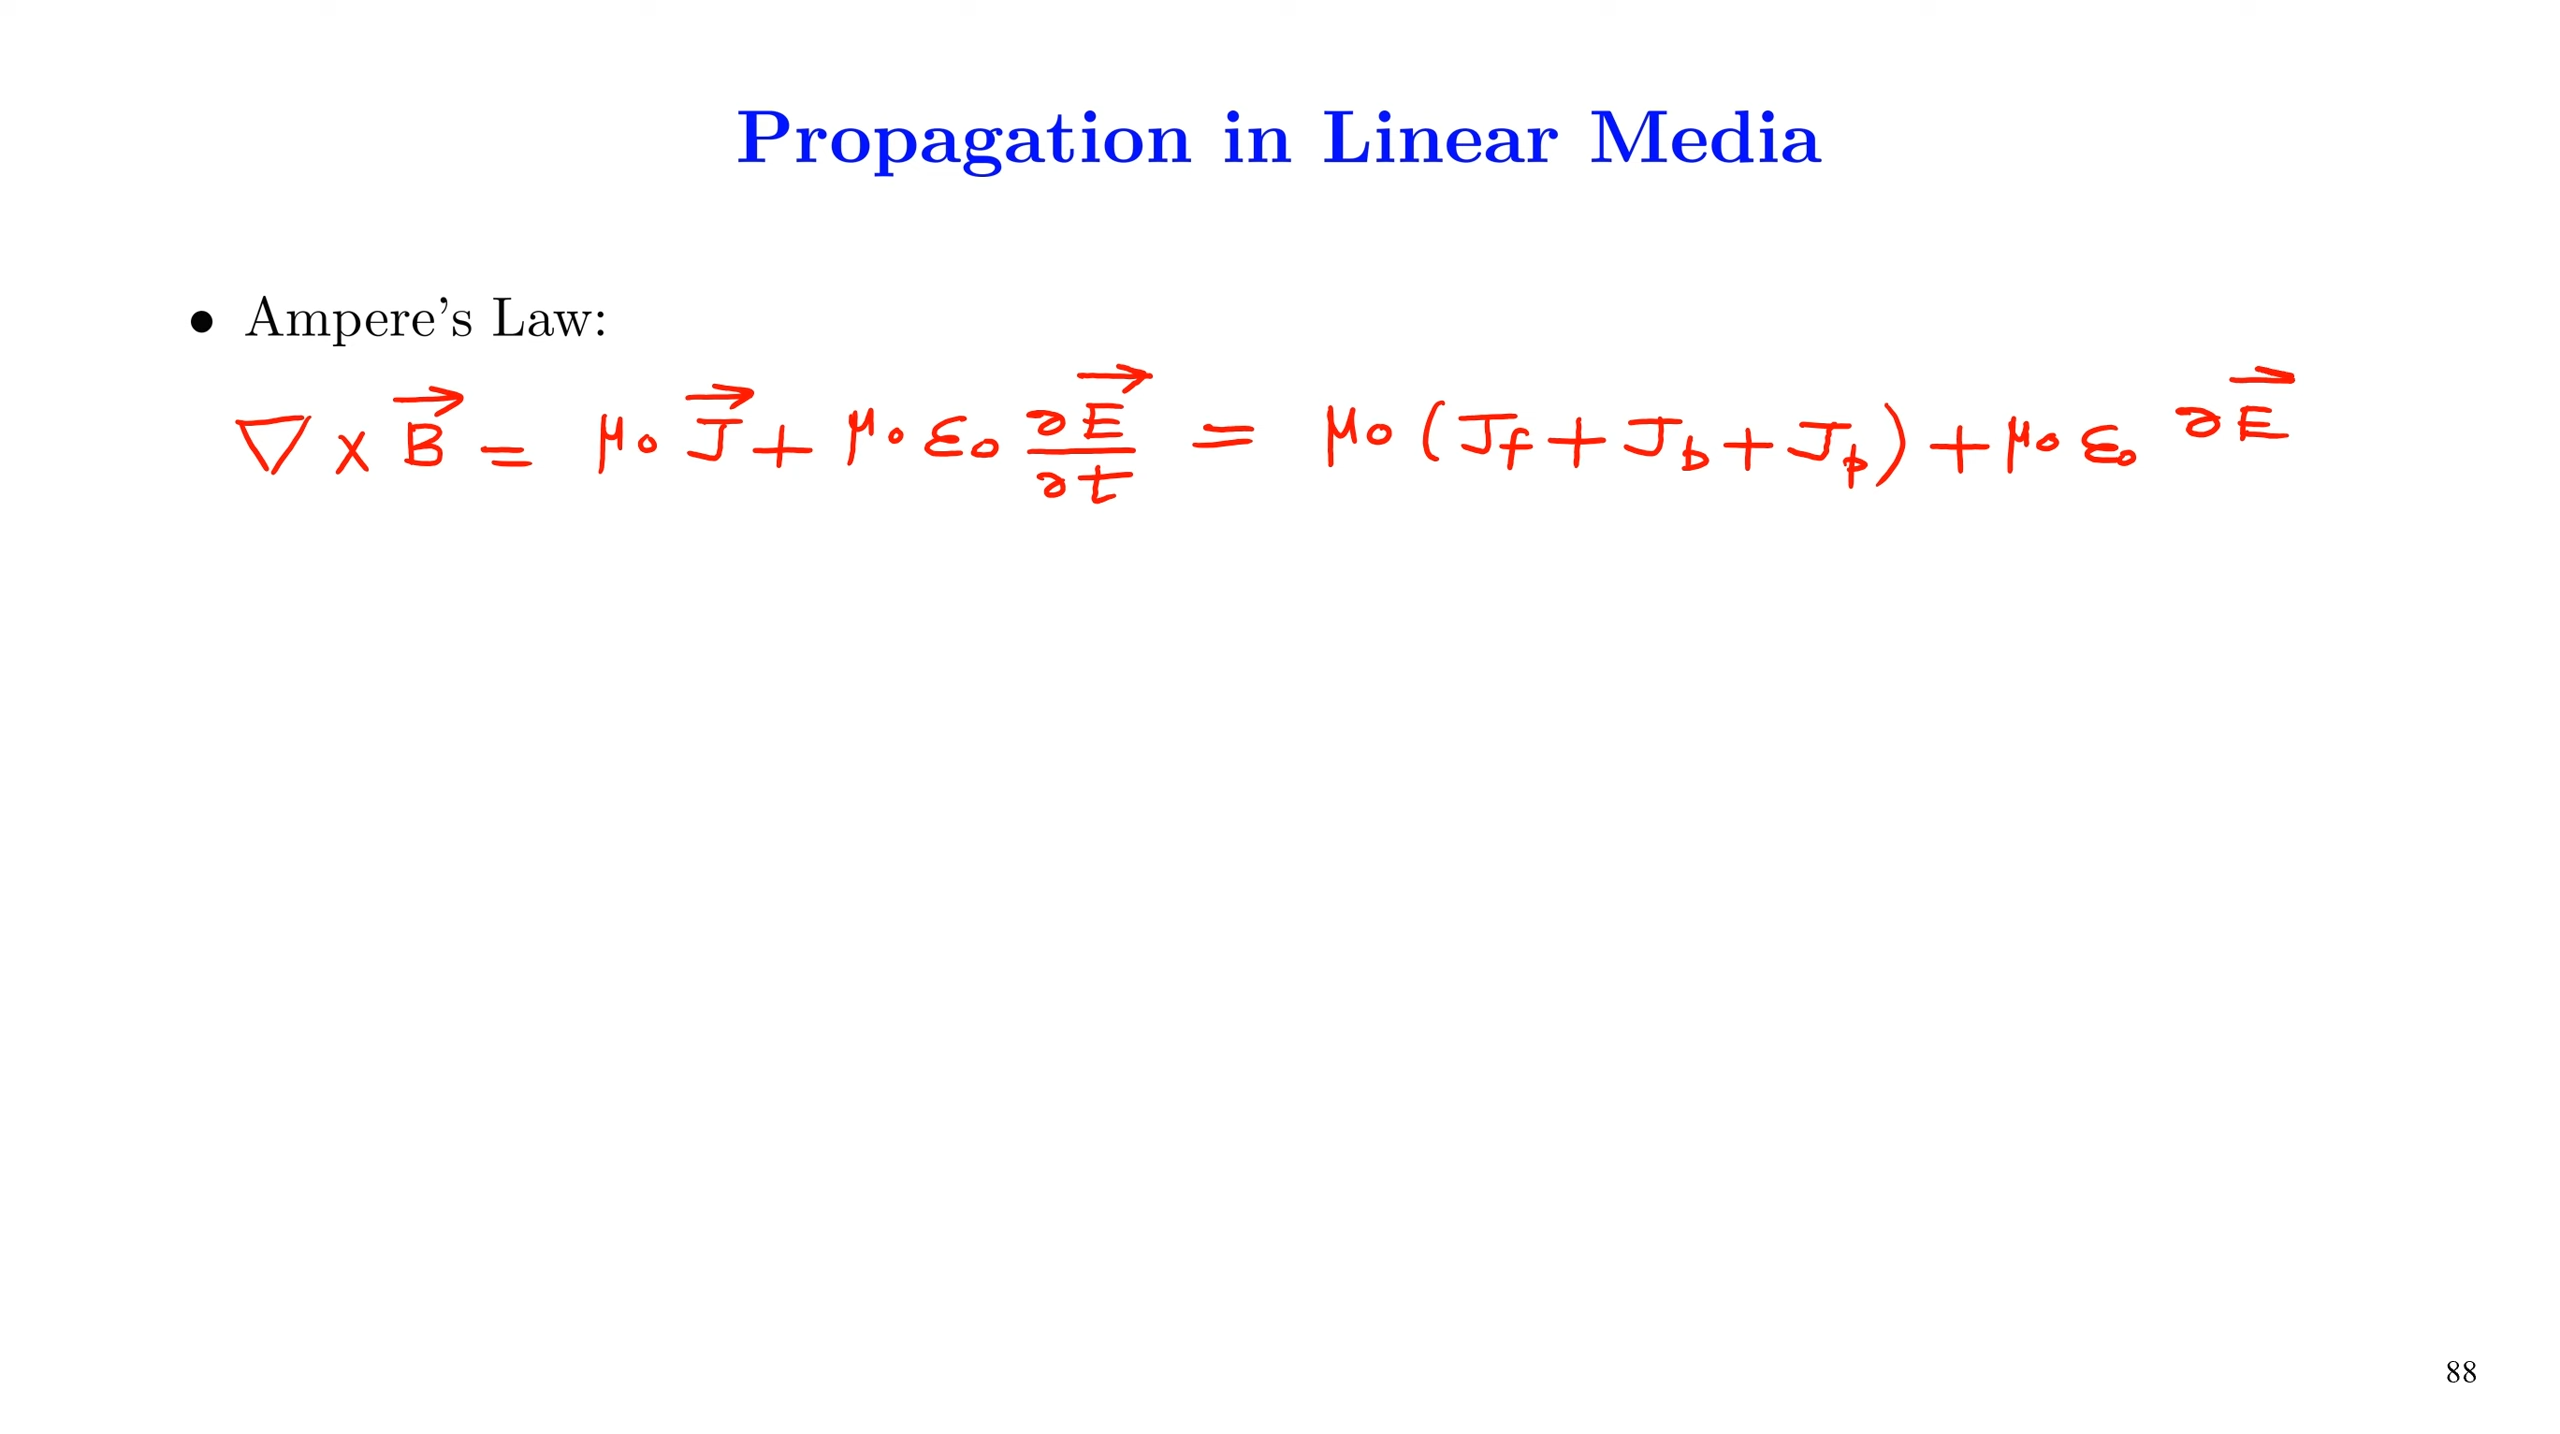 Propagation in Linear Media
• Ampere's Law:
∇ × B⃗ = μ₀ J⃗ + μ₀ ε₀ ∂E⃗/∂t = μ₀ (J_f + J_b + J_p) + μ₀ ε₀ ∂E⃗
88